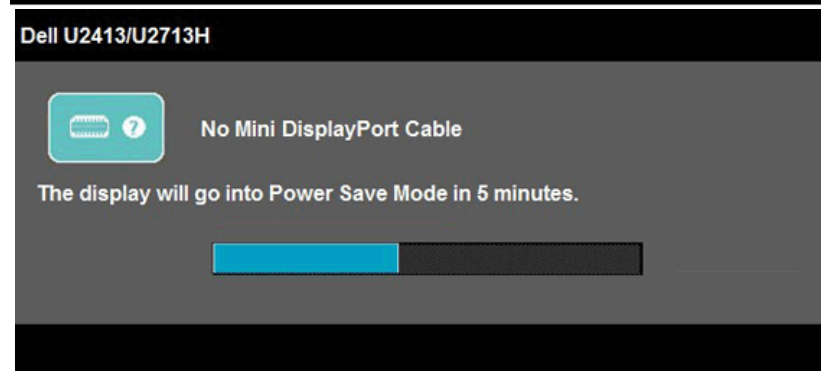 Dell U2413/U2713H
?
No Mini DisplayPort Cable
The display will go into Power Save Mode in 5 minutes.